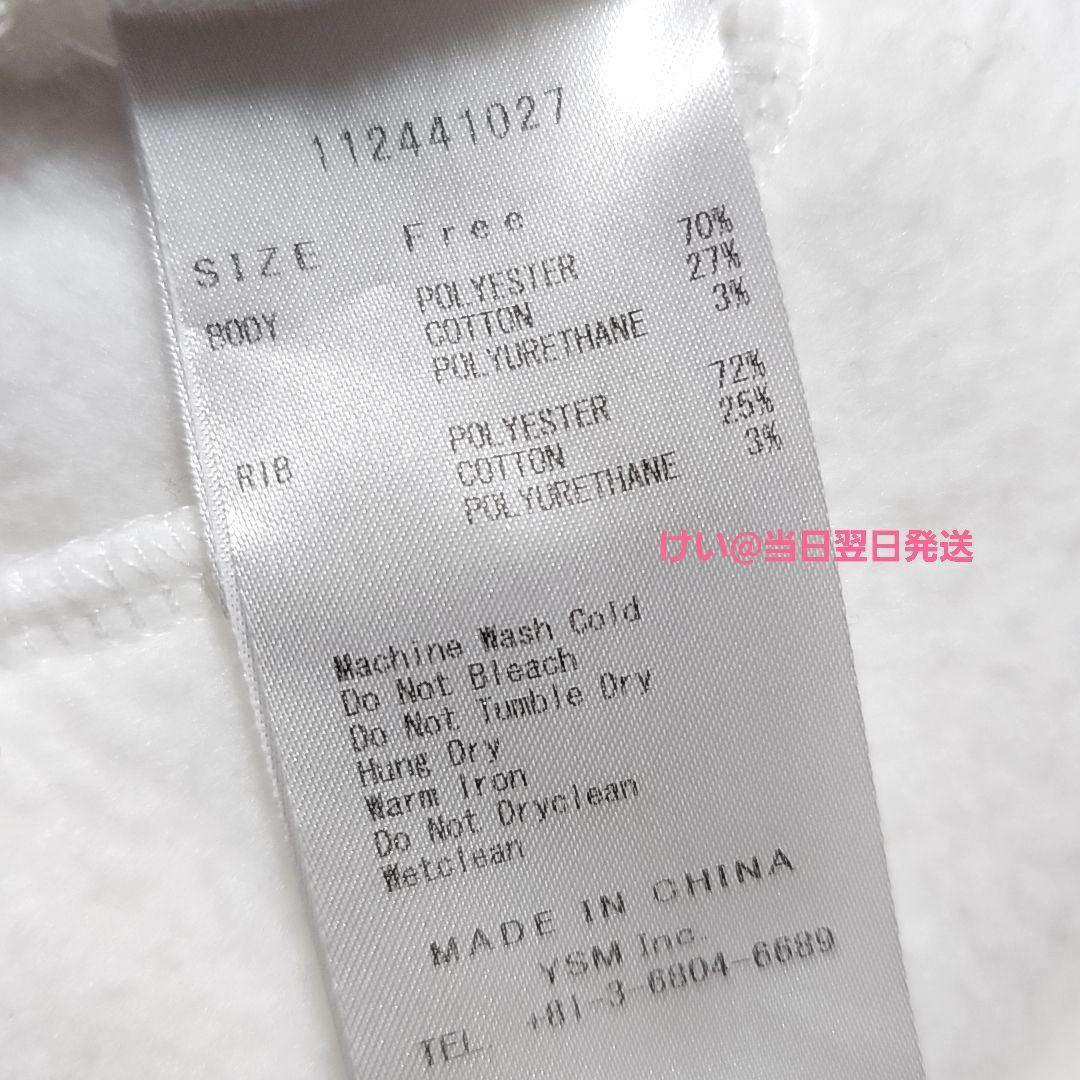 112441027
SIZE Free
BODY POLYESTER 70%
COTTON 27%
POLYURETHANE 3%
RIB POLYESTER 72%
COTTON 25%
POLYURETHANE 3%
けい@当日翌日発送
Machine Wash Cold
Do Not Bleach
Do Not Tumble Dry
Hung Dry
Warm Iron
Do Not Dryclean
Wetclean
MADE IN CHINA
YSM Inc.
TEL. +81-3-6804-6689